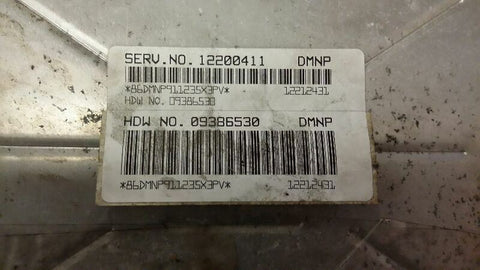 SERV.NO. 12200411 DMNP
*86DMNP911235X3PV* 12212431
HDW NO. 09386530
HDW NO. 09386530 DMNP
*86DMNP911235X3PV* 12212431